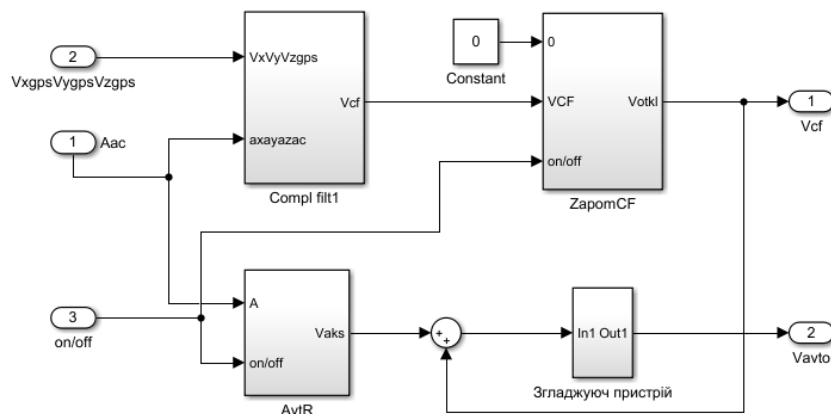 2
VxgpsVygpsVzgps
1
Aac
3
on/off
VxVyVzgps
axayazac
Vcf
Compl filt1
0
Constant
0
VCF
on/off
Votkl
ZapomCF
1
Vcf
A
on/off
Vaks
AvtR
+
+
In1 Out1
Згладжуюч пристрій
2
Vavto